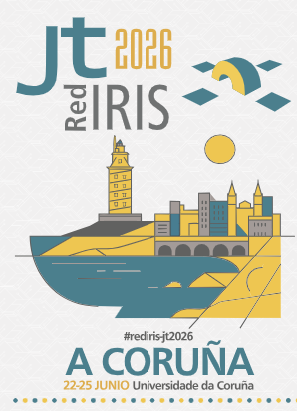 Jt 2026
Red IRIS
#rediris-jt2026
A CORUÑA
22-25 JUNIO Universidade da Coruña